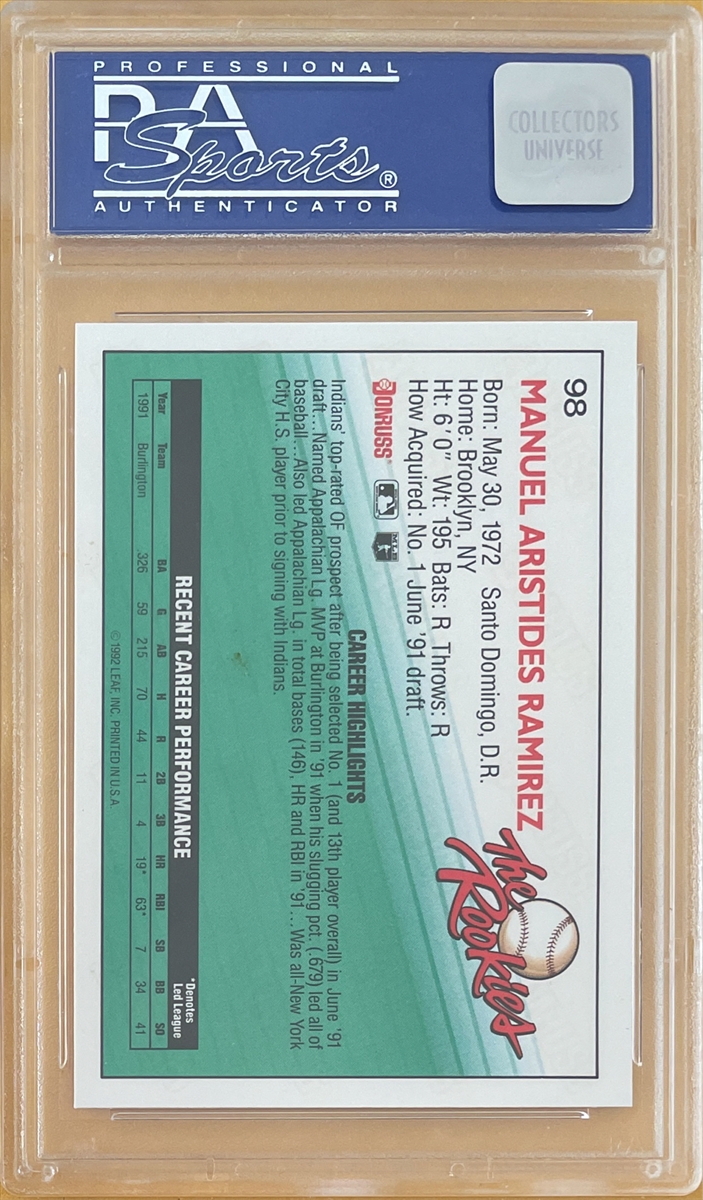 PROFESSIONAL
PSA
Sports®
AUTHENTICATOR
COLLECTORS
UNIVERSE
98
MANUEL ARISTIDES RAMIREZ
Born: May 30, 1972 Santo Domingo, D.R.
Home: Brooklyn, NY
Ht: 6' 0" Wt: 195 Bats: R Throws: R
How Acquired: No. 1 June '91 draft.
The
Rookies
DONRUSS
MLB
CAREER HIGHLIGHTS
Indians' top-rated OF prospect after being selected No. 1 (and 13th player overall) in June '91
draft...Named Appalachian Lg. MVP at Burlington in '91 when his slugging pct. (.679) led all of
baseball...Also led Appalachian Lg. in total bases (146), HR and RBI in '91...Was all-New York
City H.S. player prior to signing with Indians.
RECENT CAREER PERFORMANCE
*Denotes
Led League
Year Team BA G AB H R 2B 3B HR RBI SB BB SO
1991 Burlington .326 59 215 70 44 11 4 19* 63* 7 34 41
©1992 LEAF, INC. PRINTED IN U.S.A.